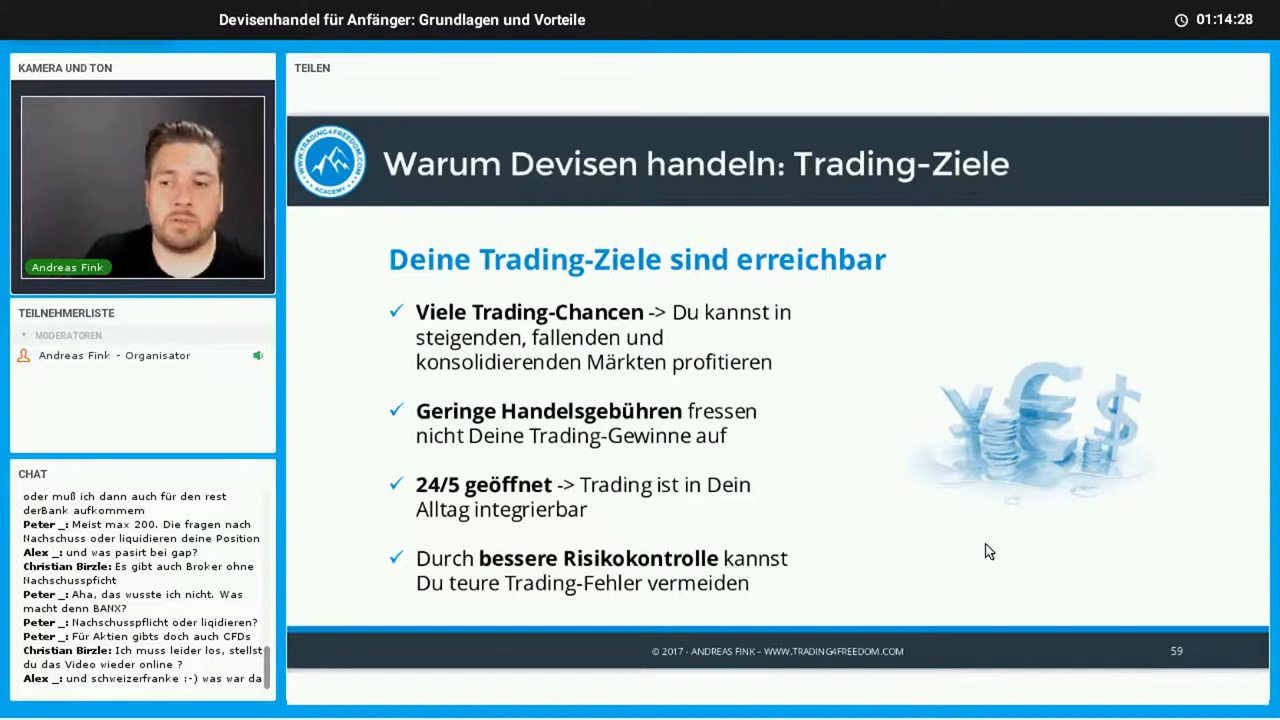 Devisenhandel für Anfänger: Grundlagen und Vorteile
01:14:28
KAMERA UND TON
Andreas Fink
TEILNEHMERLISTE
MODERATOREN
Andreas Fink - Organisator
CHAT
oder muß ich dann auch für den rest
derBank aufkommem
Peter _: Meist max 200. Die fragen nach
Nachschuss oder liquidieren deine Position
Alex _: und was pasirt bei gap?
Christian Birzle: Es gibt auch Broker ohne
Nachschusspficht
Peter _: Aha, das wusste ich nicht. Was
macht denn BANX?
Peter _: Nachschusspflicht oder liqidieren?
Peter _: Für Aktien gibts doch auch CFDs
Christian Birzle: Ich muss leider los, stellst
du das Video wieder online ?
Alex _: und schweizerfranke :-) was war da
TEILEN
WWW.TRADING4FREEDOM.COM
ACADEMY
Warum Devisen handeln: Trading-Ziele
Deine Trading-Ziele sind erreichbar
Viele Trading-Chancen -> Du kannst in
steigenden, fallenden und
konsolidierenden Märkten profitieren
Geringe Handelsgebühren fressen
nicht Deine Trading-Gewinne auf
24/5 geöffnet -> Trading ist in Dein
Alltag integrierbar
Durch bessere Risikokontrolle kannst
Du teure Trading-Fehler vermeiden
¥ € $
© 2017 - ANDREAS FINK – WWW.TRADING4FREEDOM.COM
59